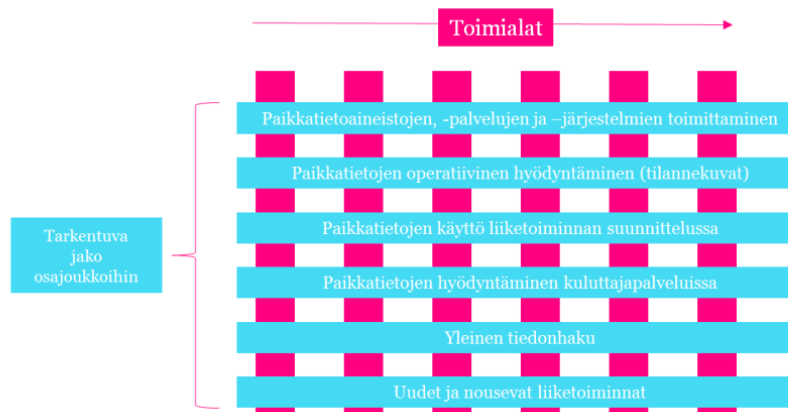 Toimialat
Paikkatietoaineistojen, -palvelujen ja –järjestelmien toimittaminen
Paikkatietojen operatiivinen hyödyntäminen (tilannekuvat)
Paikkatietojen käyttö liiketoiminnan suunnittelussa
Tarkentuva
jako
osajoukkoihin
Paikkatietojen hyödyntäminen kuluttajapalveluissa
Yleinen tiedonhaku
Uudet ja nousevat liiketoiminnat